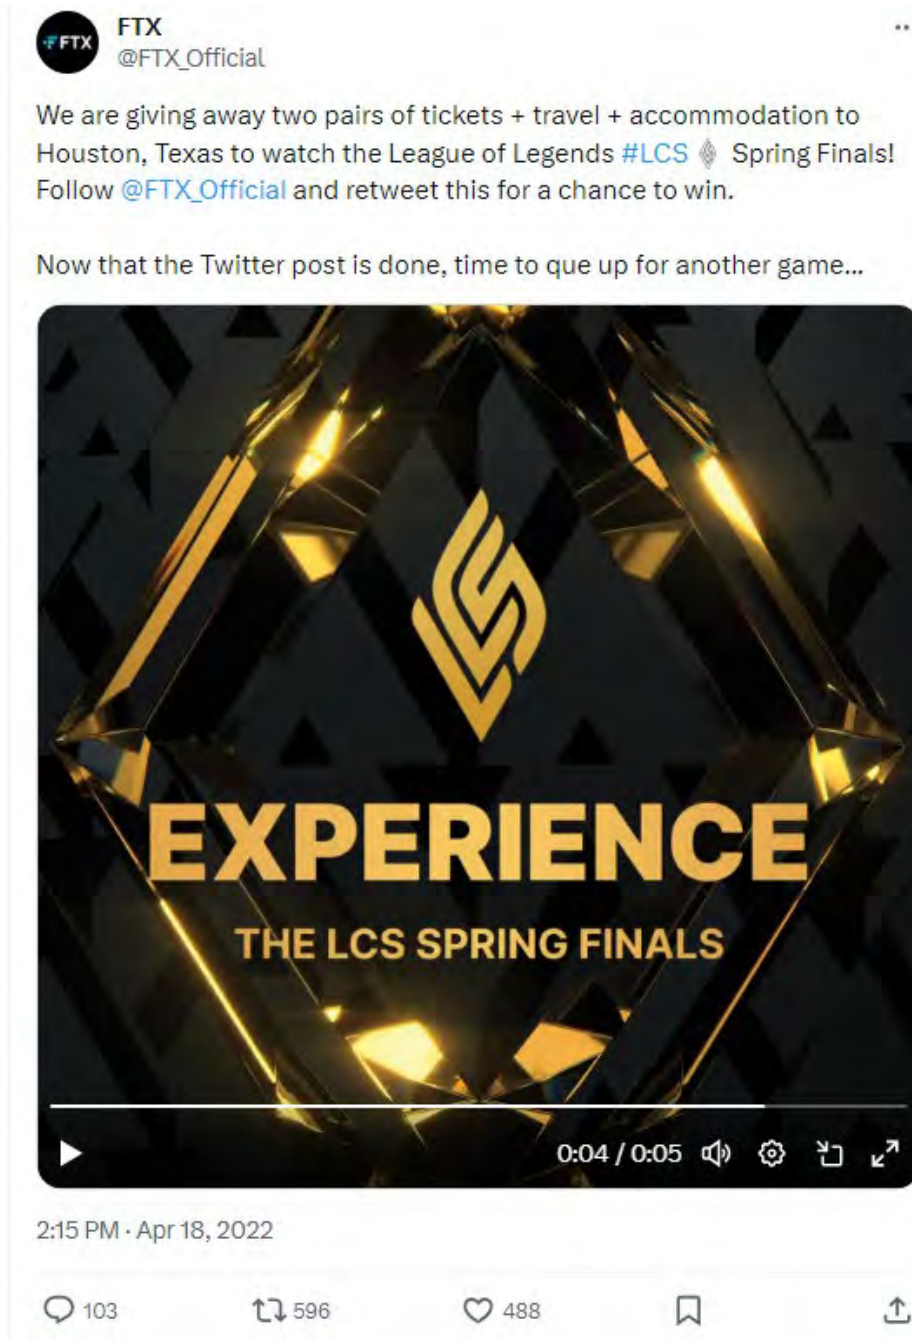 FTX
FTX
@FTX_Official
We are giving away two pairs of tickets + travel + accommodation to
Houston, Texas to watch the League of Legends #LCS Spring Finals!
Follow @FTX_Official and retweet this for a chance to win.
Now that the Twitter post is done, time to que up for another game...
LCS
EXPERIENCE
THE LCS SPRING FINALS
0:04 / 0:05
2:15 PM · Apr 18, 2022
103
596
488